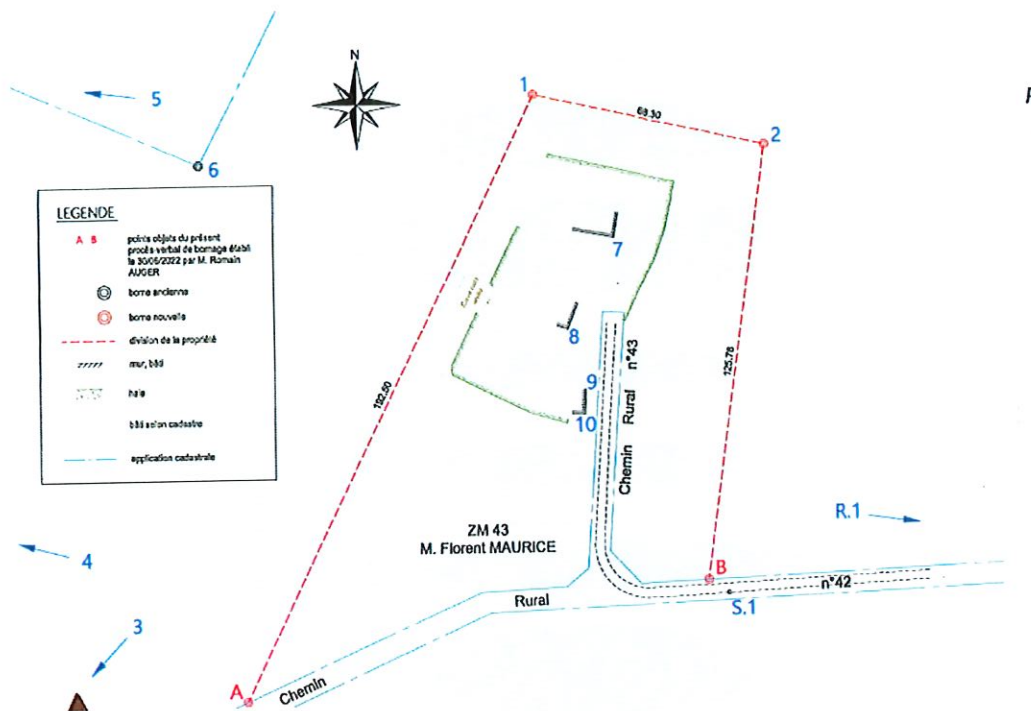 N
1
68.30
2
5
6
LEGENDE
A B points objets du présent
procès verbal de bornage établi
le 30/06/2022 par M. Romain
AUGER
borne ancienne
borne nouvelle
division de la propriété
mur, bâti
haie
bâti selon cadastre
application cadastrale
7
8
9
10
192.50
125.78
Chemin Rural n°43
ZM 43
M. Florent MAURICE
R.1
4
3
B
S.1
n°42
Rural
Chemin
A